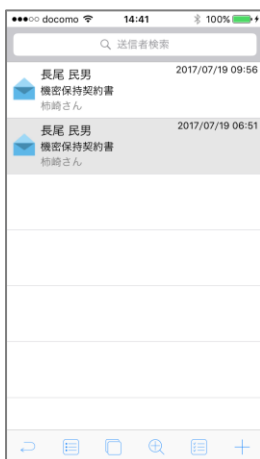 docomo 14:41 100%
送信者検索
長尾 民男 2017/07/19 09:56
機密保持契約書
柿崎さん
長尾 民男 2017/07/19 06:51
機密保持契約書
柿崎さん